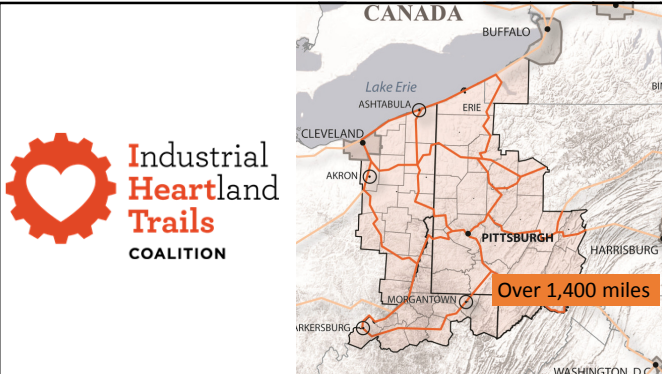 Industrial
Heartland
Trails
COALITION
CANADA
BUFFALO
Lake Erie
ASHTABULA
ERIE
BIN
CLEVELAND
AKRON
PITTSBURGH
HARRISBURG
Over 1,400 miles
MORGANTOWN
ARKERSBURG
WASHINGTON, D.C.